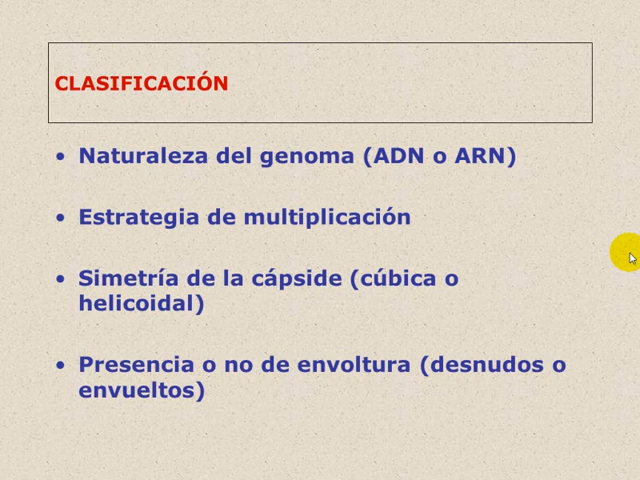 CLASIFICACIÓN
• Naturaleza del genoma (ADN o ARN)
• Estrategia de multiplicación
• Simetría de la cápside (cúbica o
helicoidal)
• Presencia o no de envoltura (desnudos o
envueltos)